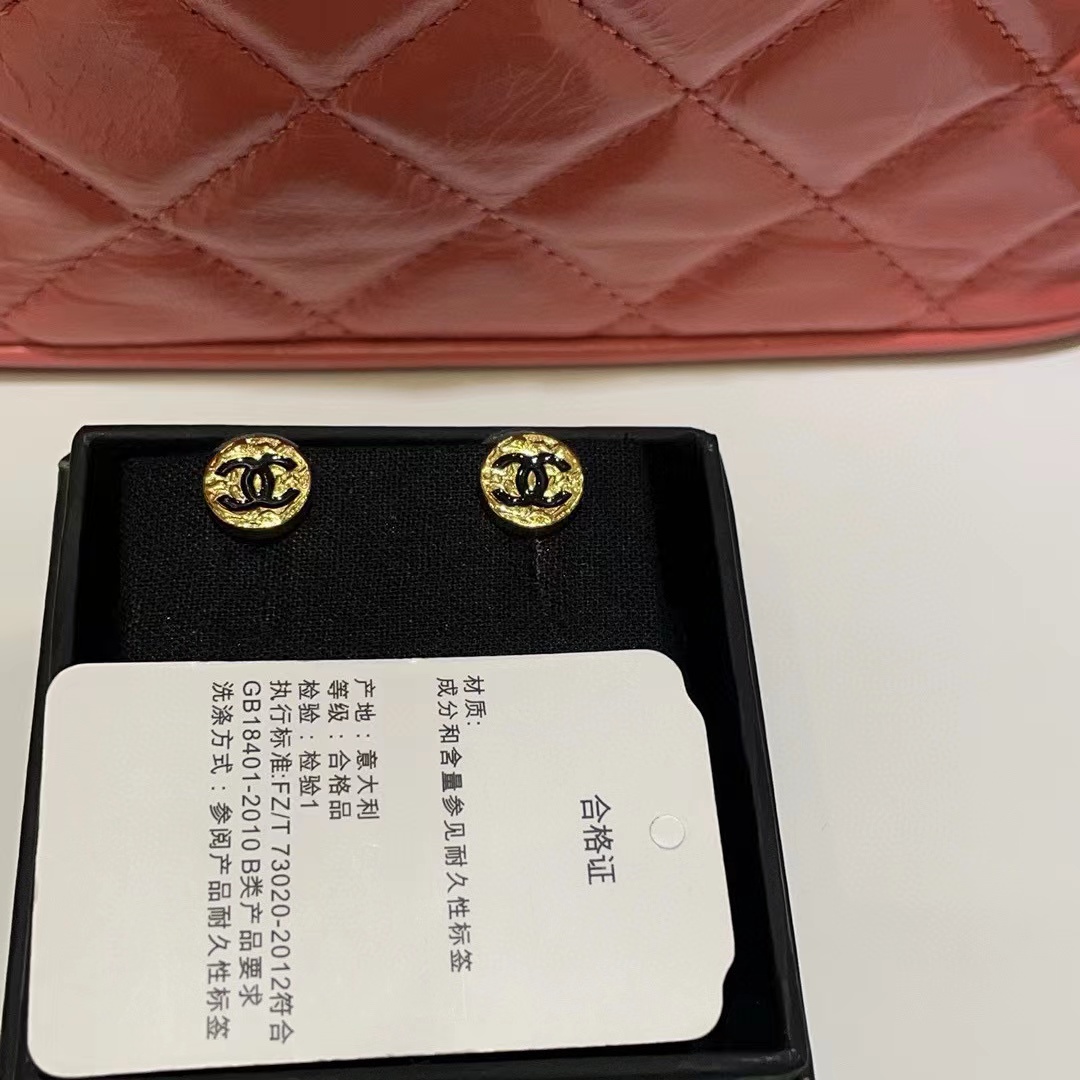 合格证
材质:
成分和含量参见耐久性标签
产地：意大利
等级：合格品
检验：检验1
执行标准:FZ/T 73020-2012符合
GB18401-2010 B类产品要求
洗涤方式：参阅产品耐久性标签